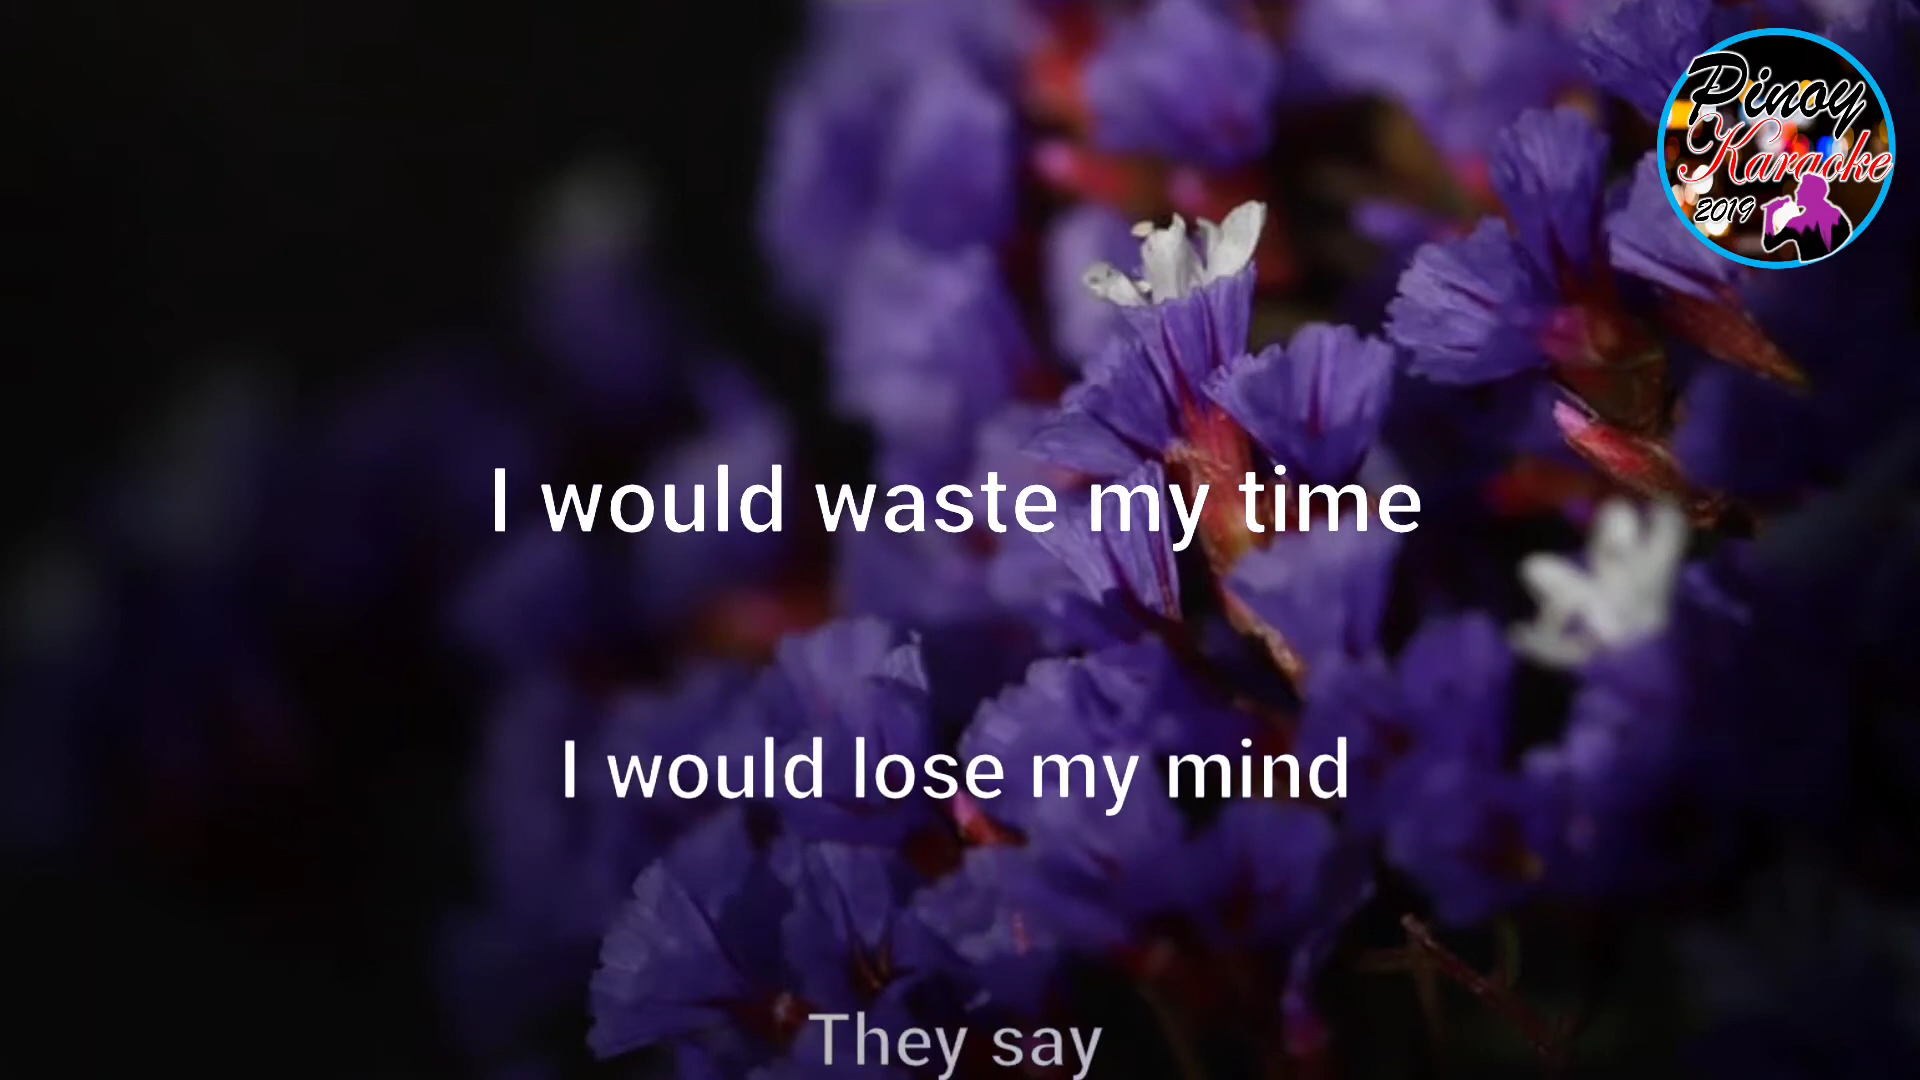 Pinoy
Karaoke
2019
I would waste my time
I would lose my mind
They say